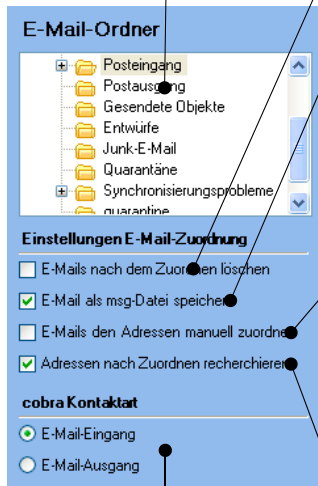 E-Mail-Ordner
Posteingang
Postausgang
Gesendete Objekte
Entwürfe
Junk-E-Mail
Quarantäne
Synchronisierungsprobleme
quarantine
Einstellungen E-Mail-Zuordnung
E-Mails nach dem Zuordnen löschen
E-Mail als msg-Datei speichern
E-Mails den Adressen manuell zuordnen
Adressen nach Zuordnen recherchieren
cobra Kontaktart
E-Mail-Eingang
E-Mail-Ausgang